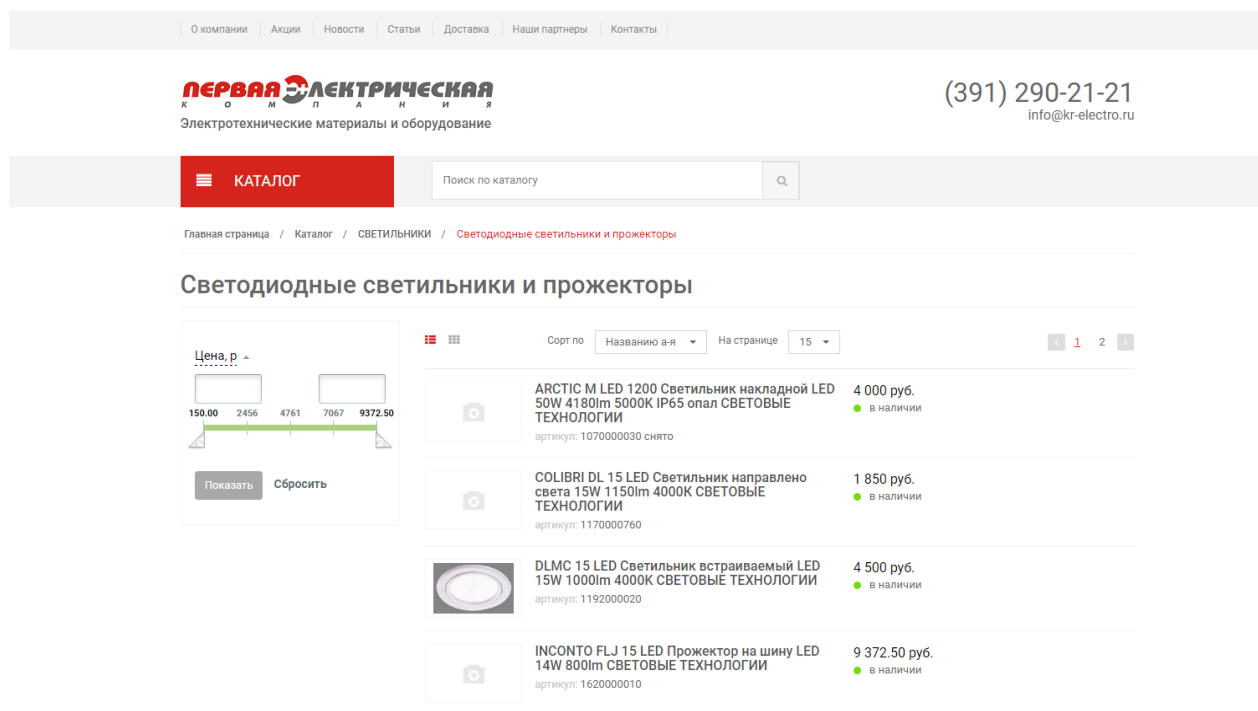 О компании Акции Новости Статьи Доставка Наши партнеры Контакты
ПЕРВАЯ ЭЛЕКТРИЧЕСКАЯ
КОМПАНИЯ
Электротехнические материалы и оборудование
(391) 290-21-21
info@kr-electro.ru
КАТАЛОГ
Поиск по каталогу
Главная страница / Каталог / СВЕТИЛЬНИКИ / Светодиодные светильники и прожекторы
Светодиодные светильники и прожекторы
Цена, р
150.00 2456 4761 7067 9372.50
Показать Сбросить
Сорт по Названию а-я На странице 15 1 2
ARCTIC M LED 1200 Светильник накладной LED
50W 4180lm 5000K IP65 опал СВЕТОВЫЕ
ТЕХНОЛОГИИ
артикул: 1070000030 снято
4 000 руб.
в наличии
COLIBRI DL 15 LED Светильник направлено
света 15W 1150lm 4000K СВЕТОВЫЕ
ТЕХНОЛОГИИ
артикул: 1170000760
1 850 руб.
в наличии
DLMC 15 LED Светильник встраиваемый LED
15W 1000lm 4000К СВЕТОВЫЕ ТЕХНОЛОГИИ
артикул: 1192000020
4 500 руб.
в наличии
INCONTO FLJ 15 LED Прожектор на шину LED
14W 800lm СВЕТОВЫЕ ТЕХНОЛОГИИ
артикул: 1620000010
9 372.50 руб.
в наличии